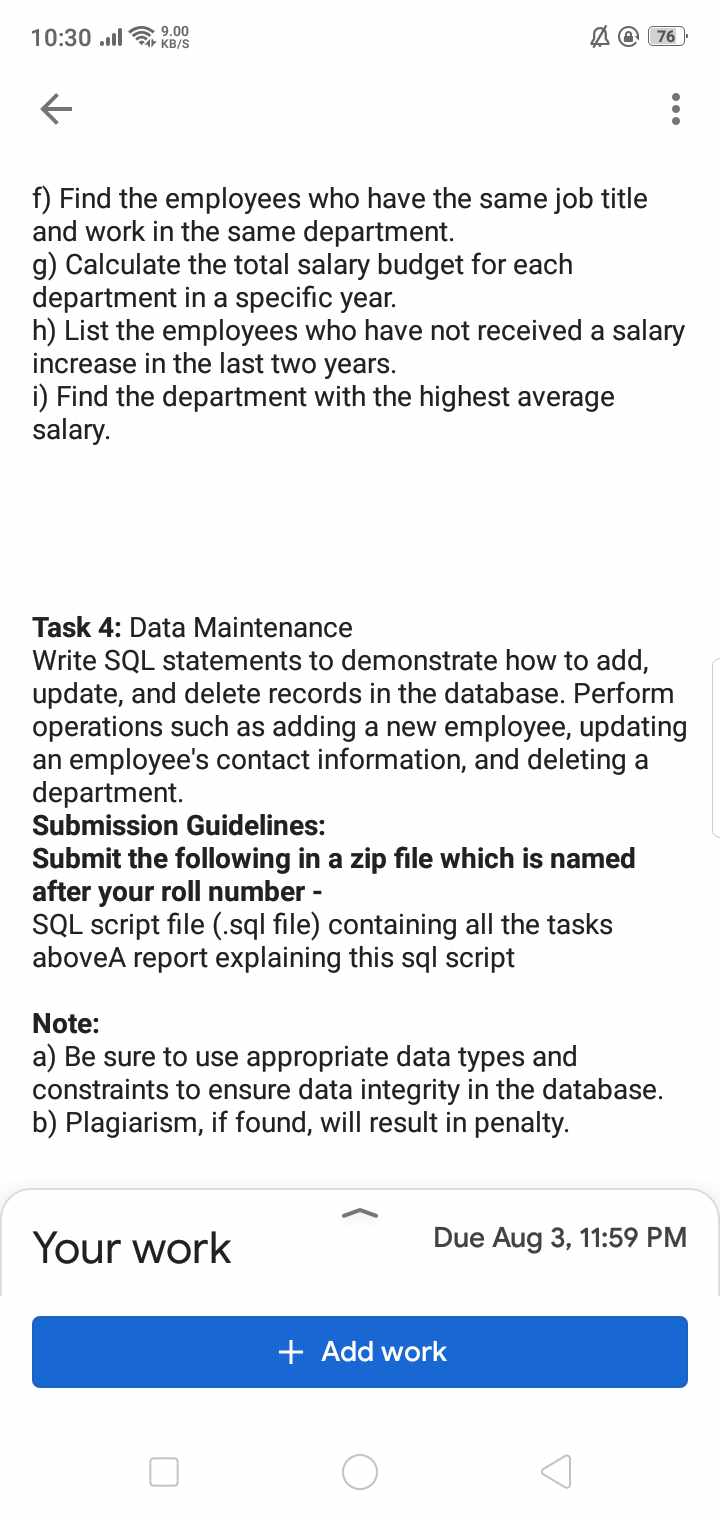 10:30 9.00 KB/S 76
f) Find the employees who have the same job title
and work in the same department.
g) Calculate the total salary budget for each
department in a specific year.
h) List the employees who have not received a salary
increase in the last two years.
i) Find the department with the highest average
salary.
Task 4: Data Maintenance
Write SQL statements to demonstrate how to add,
update, and delete records in the database. Perform
operations such as adding a new employee, updating
an employee's contact information, and deleting a
department.
Submission Guidelines:
Submit the following in a zip file which is named
after your roll number -
SQL script file (.sql file) containing all the tasks
aboveA report explaining this sql script
Note:
a) Be sure to use appropriate data types and
constraints to ensure data integrity in the database.
b) Plagiarism, if found, will result in penalty.
Your work Due Aug 3, 11:59 PM
+ Add work